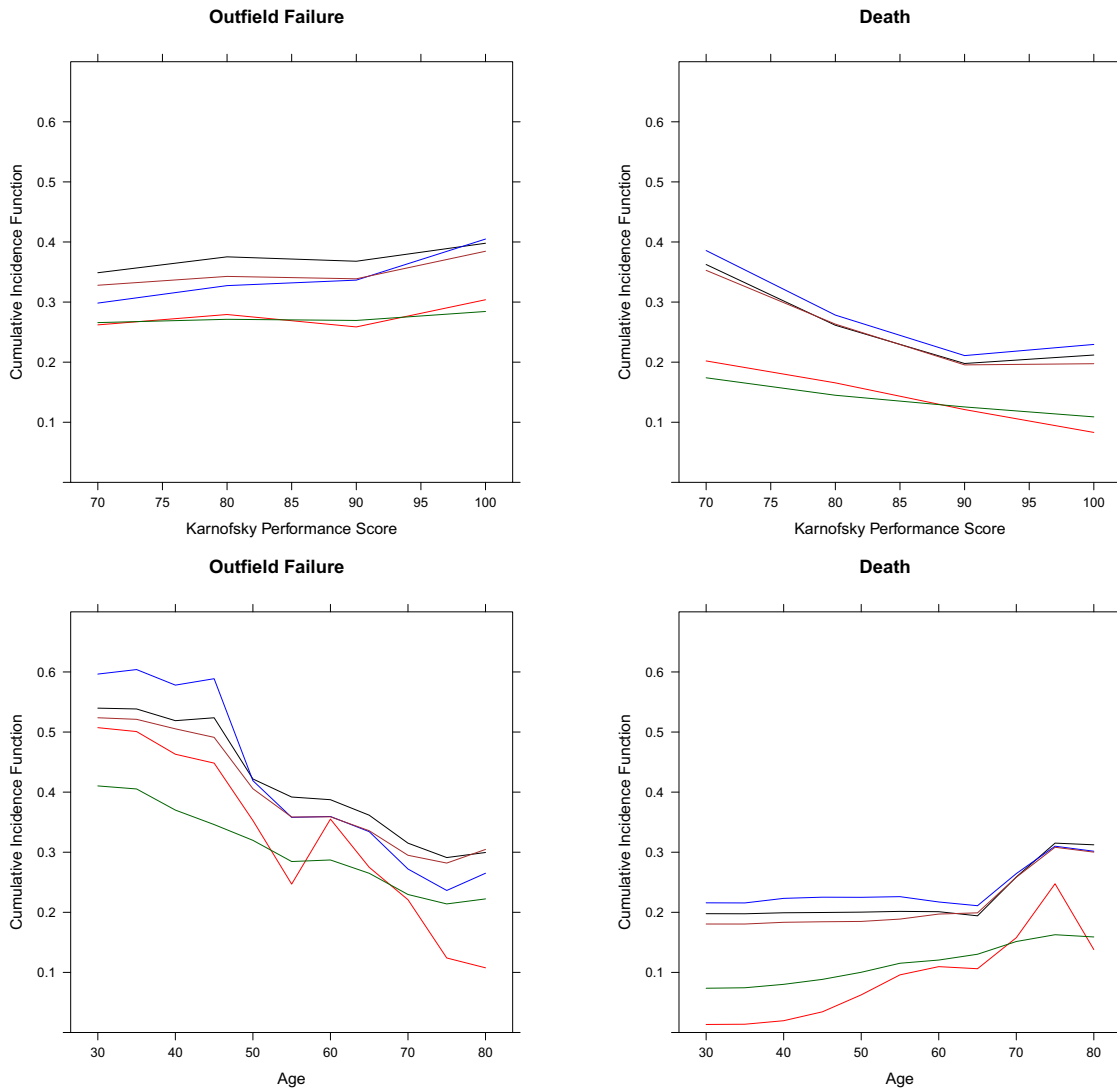 Outfield Failure
Death
Cumulative Incidence Function
0.6
0.5
0.4
0.3
0.2
0.1
70 75 80 85 90 95 100
Karnofsky Performance Score
Cumulative Incidence Function
0.6
0.5
0.4
0.3
0.2
0.1
70 75 80 85 90 95 100
Karnofsky Performance Score
Outfield Failure
Death
Cumulative Incidence Function
0.6
0.5
0.4
0.3
0.2
0.1
30 40 50 60 70 80
Age
Cumulative Incidence Function
0.6
0.5
0.4
0.3
0.2
0.1
30 40 50 60 70 80
Age